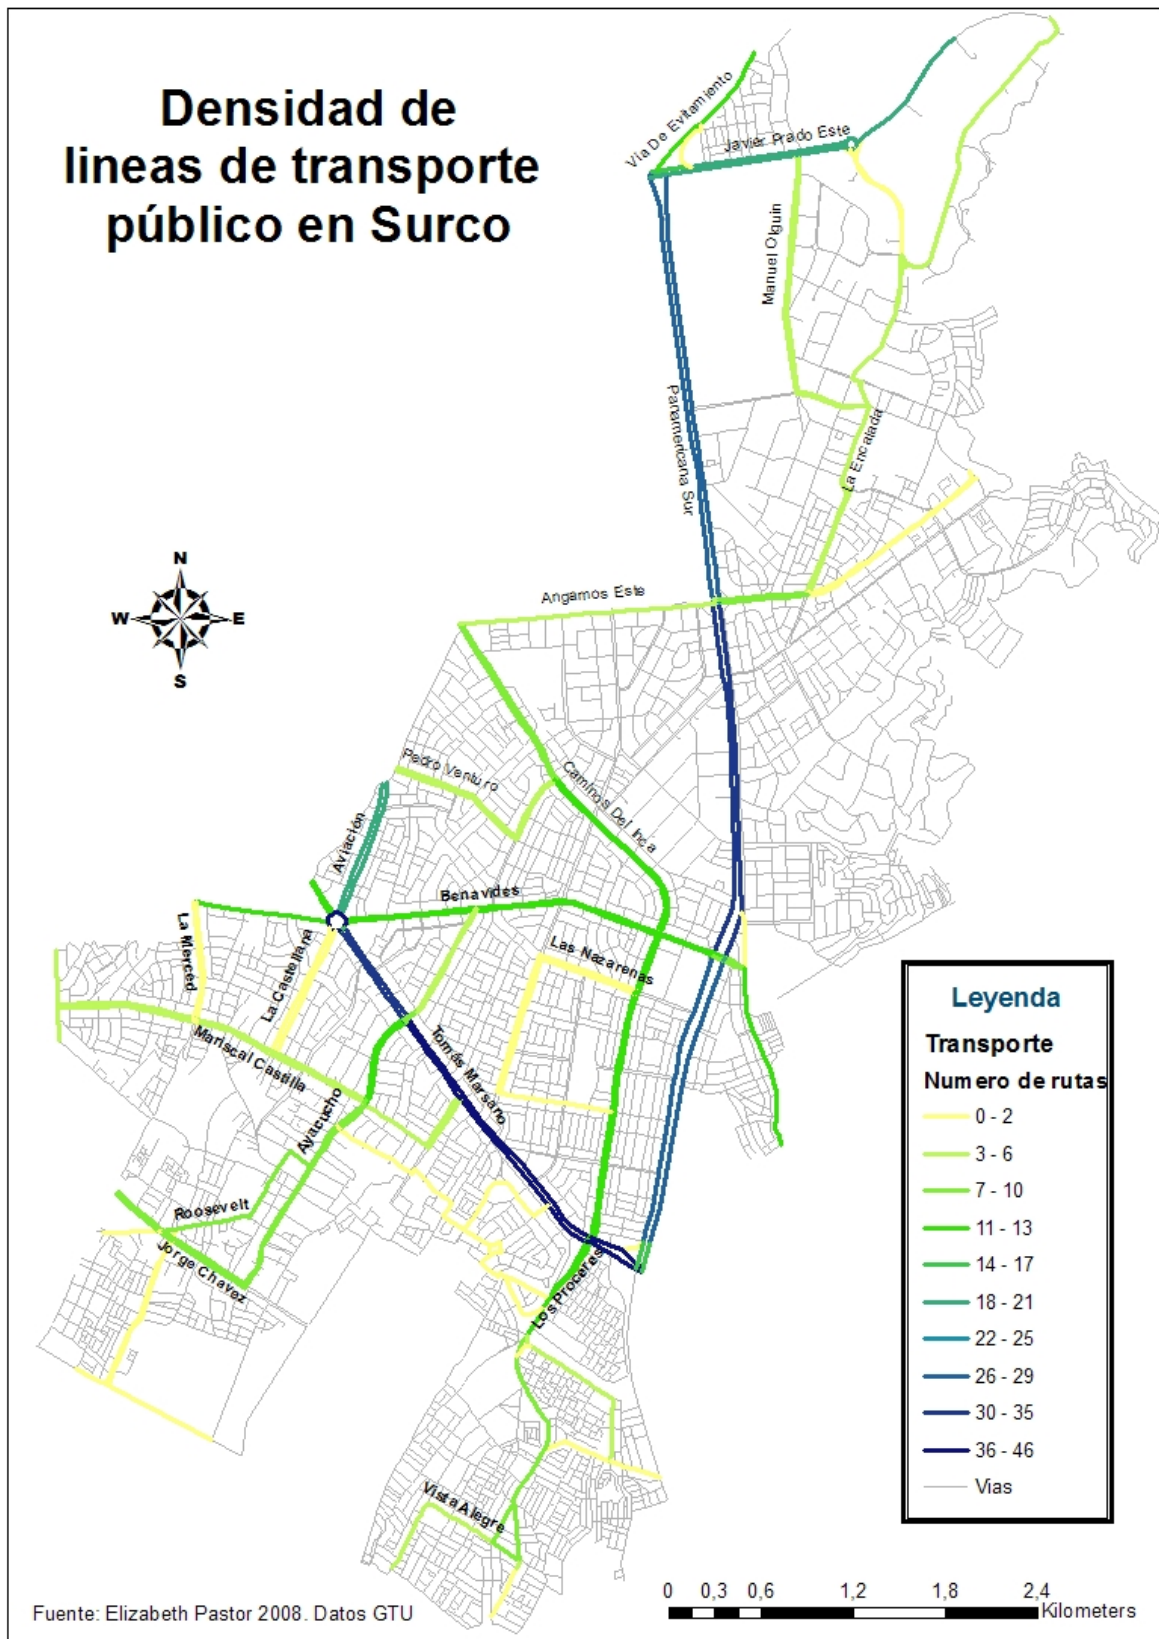 Densidad de
lineas de transporte
público en Surco
Via De Evitamiento
Javier Prado Este
Manuel Olguin
Panamericana Sur
La Encalada
N
W
E
S
Angamos Este
Pedro Venturo
Caminos Del Inca
Aviación
Benavides
La Merced
La Castellana
Las Nazarenas
Mariscal Castilla
Tomás Marsano
Ayacucho
Roosevelt
Jorge Chavez
Los Proceres
Vista Alegre
Leyenda
Transporte
Numero de rutas
0 - 2
3 - 6
7 - 10
11 - 13
14 - 17
18 - 21
22 - 25
26 - 29
30 - 35
36 - 46
Vias
0 0,3 0,6 1,2 1,8 2,4
Kilometers
Fuente: Elizabeth Pastor 2008. Datos GTU